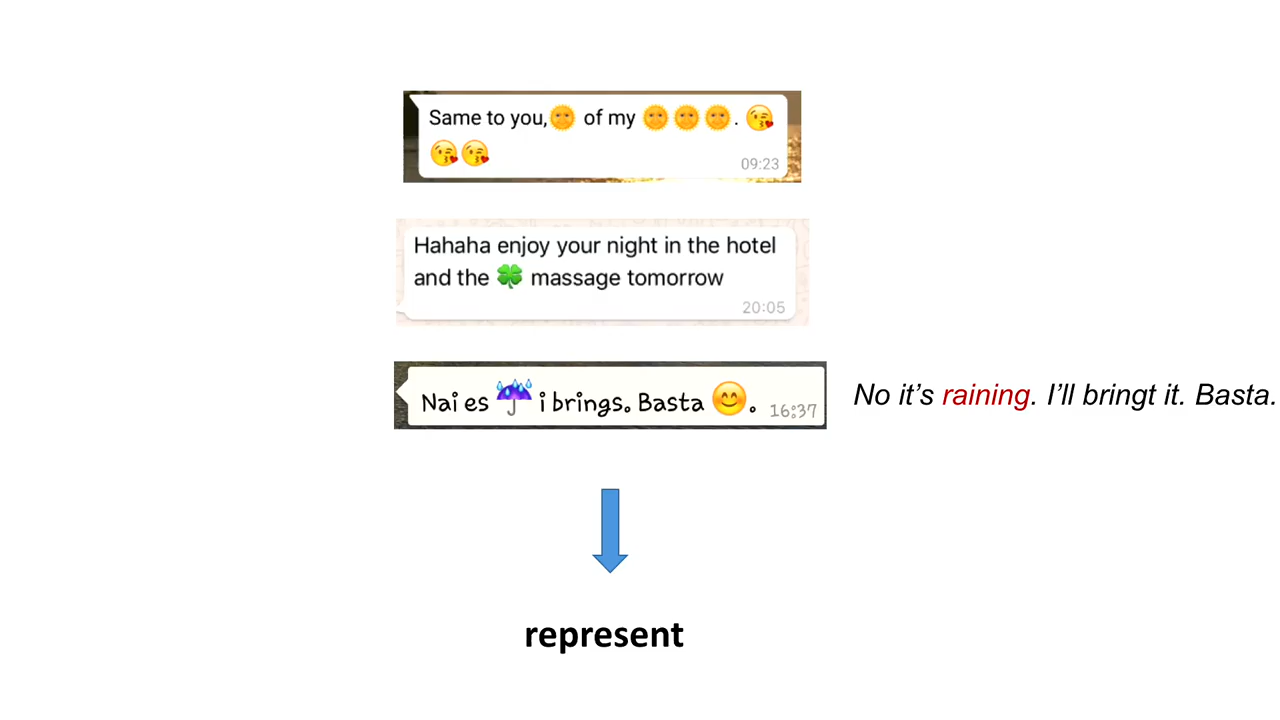 Same to you,🌞 of my 🌞🌞🌞. 😘
😘😘
09:23
Hahaha enjoy your night in the hotel
and the 🍀 massage tomorrow
20:05
Nai es ☔ i brings. Basta 😊. 16:37
No it's raining. I'll bringt it. Basta.
represent